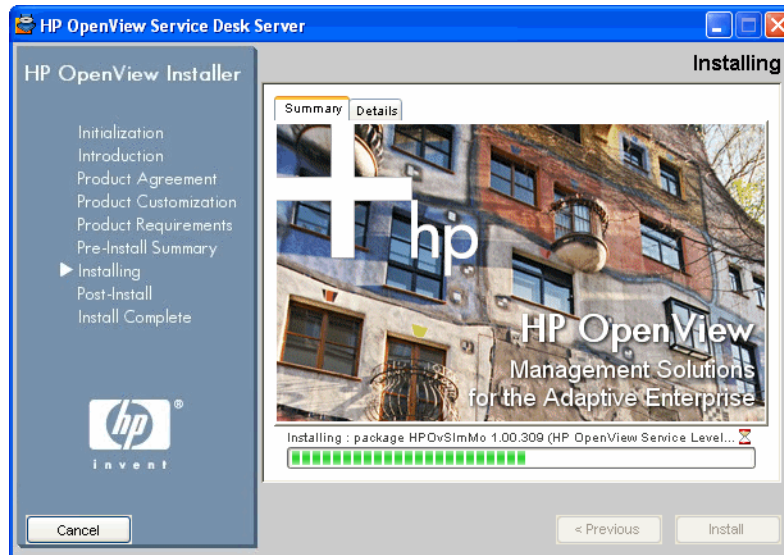 HP OpenView Service Desk Server
HP OpenView Installer
Initialization
Introduction
Product Agreement
Product Customization
Product Requirements
Pre-Install Summary
Installing
Post-Install
Install Complete
hp
®
invent
Cancel
Installing
Summary
Details
hp
HP OpenView
Management Solutions
for the Adaptive Enterprise
Installing : package HPOvSlmMo 1.00.309 (HP OpenView Service Level...
< Previous
Install